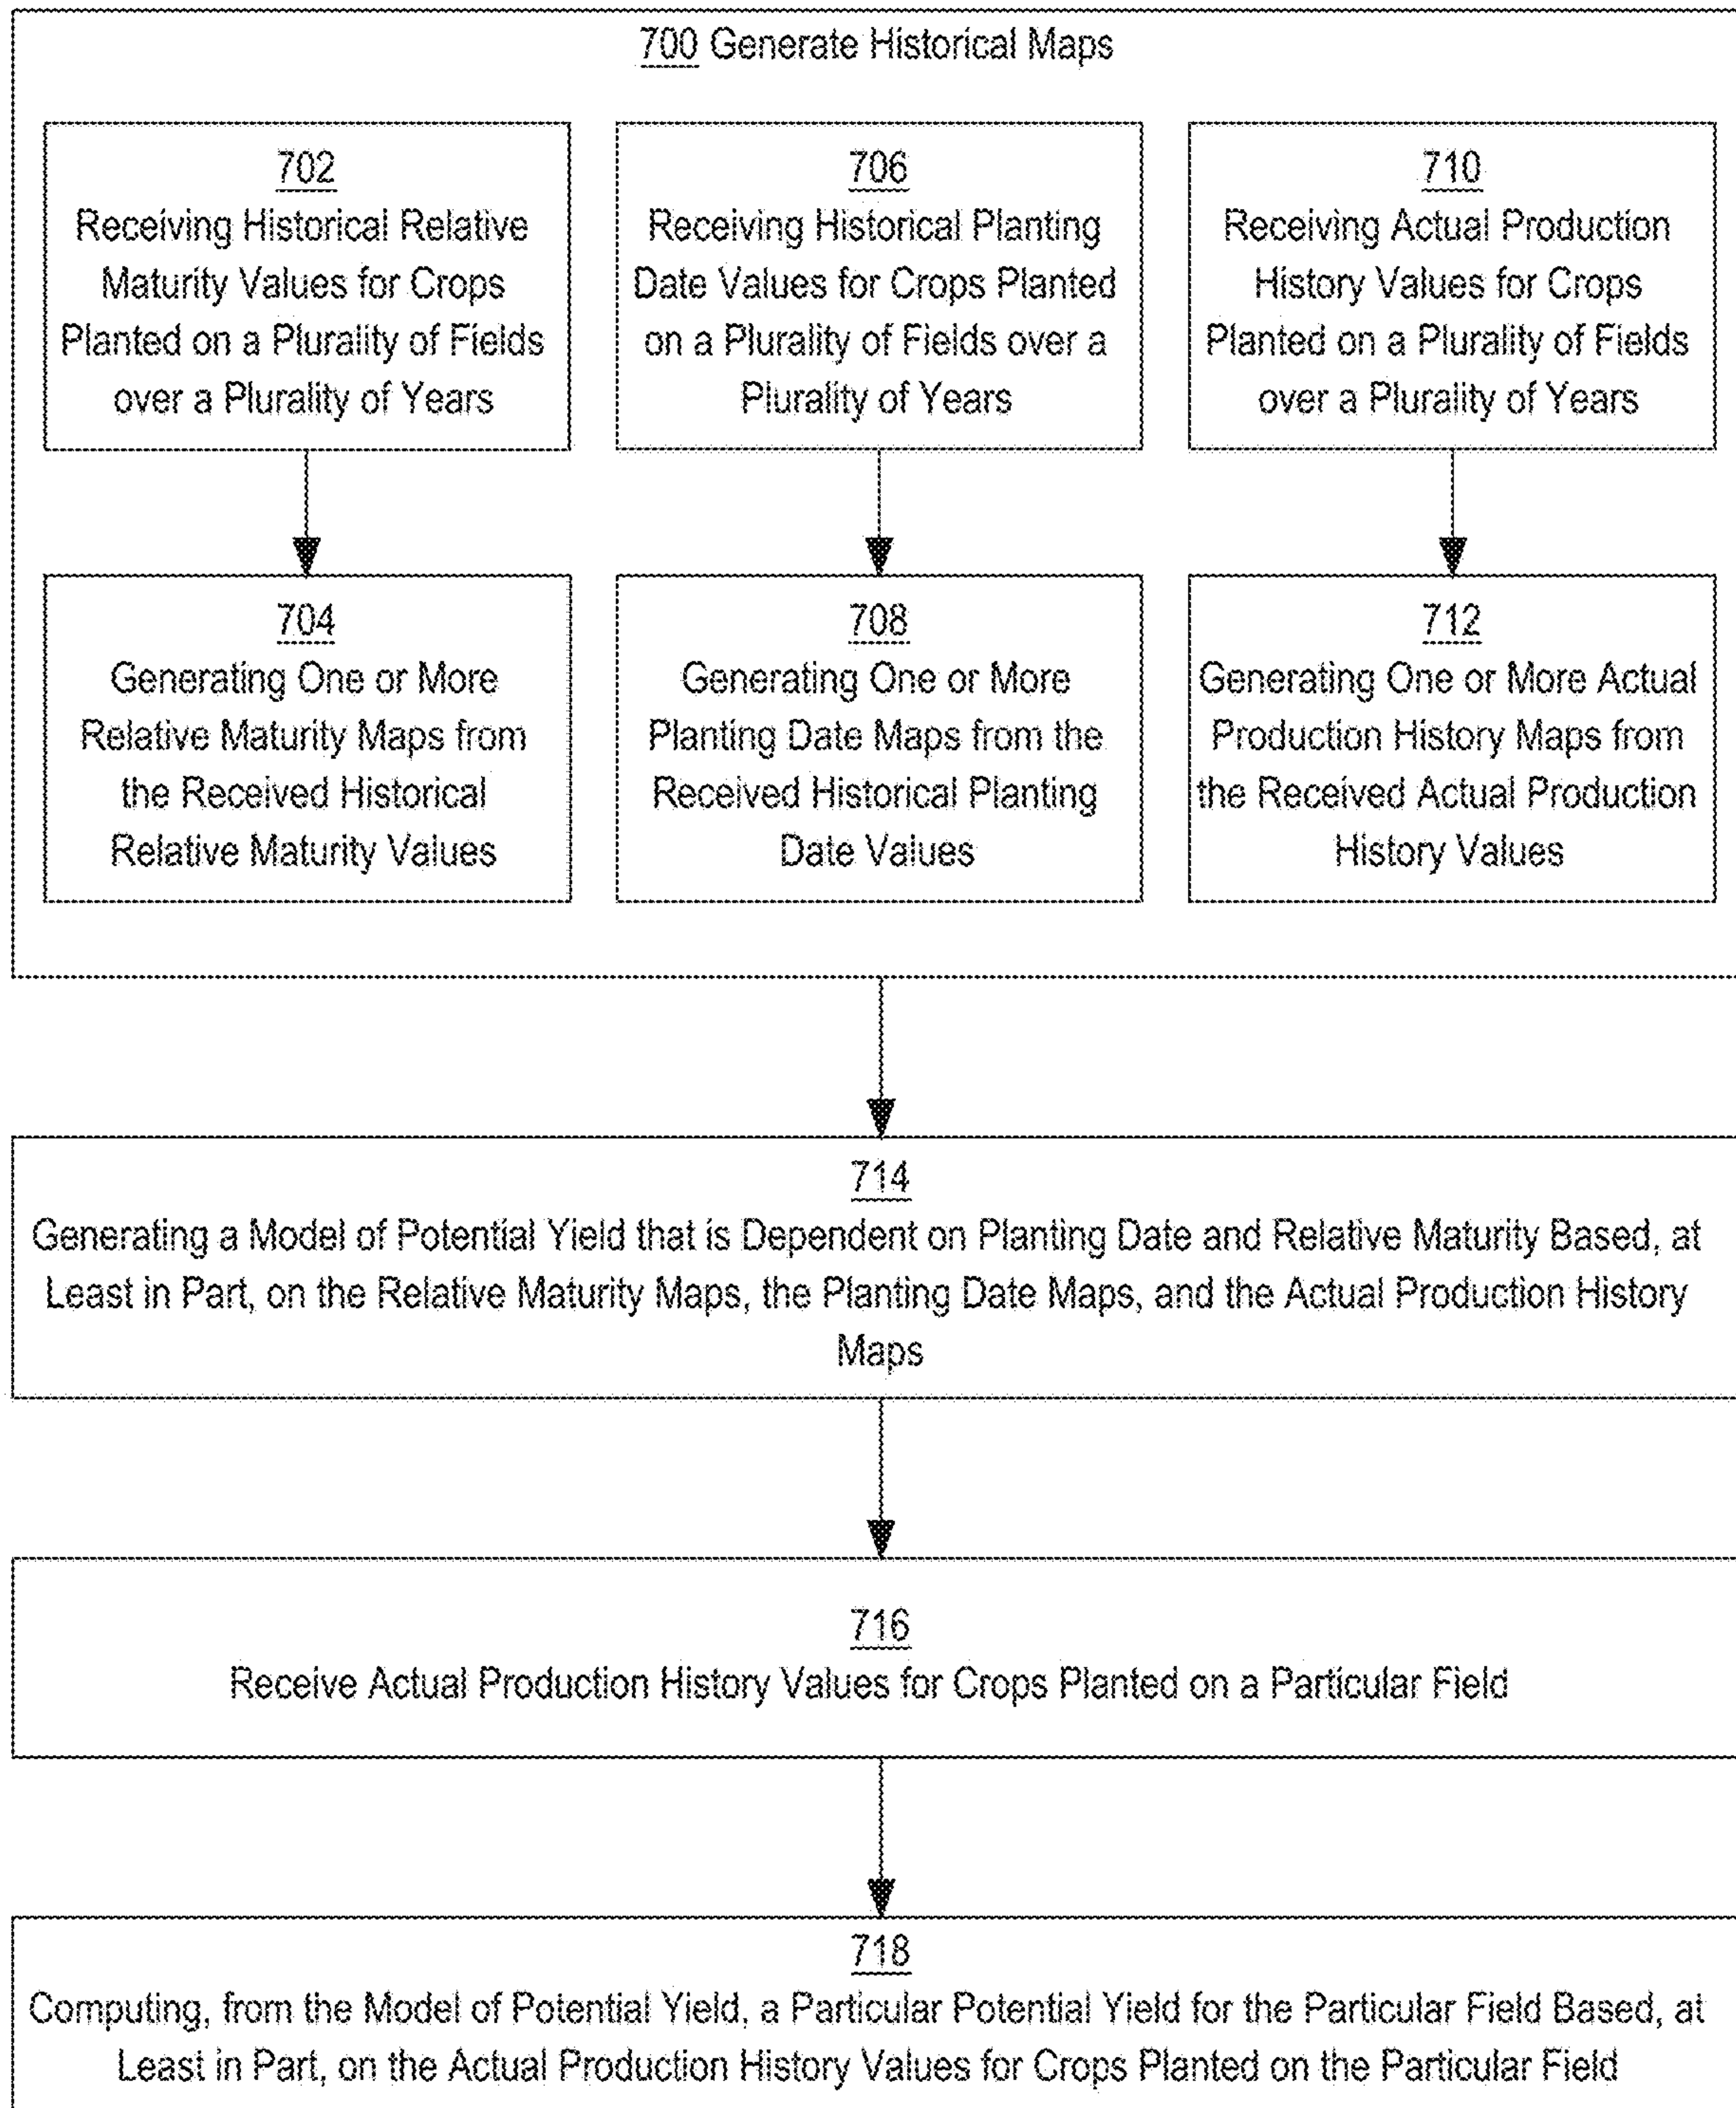 700 Generate Historical Maps
702
Receiving Historical Relative
Maturity Values for Crops
Planted on a Plurality of Fields
over a Plurality of Years
706
Receiving Historical Planting
Date Values for Crops Planted
on a Plurality of Fields over a
Plurality of Years
710
Receiving Actual Production
History Values for Crops
Planted on a Plurality of Fields
over a Plurality of Years
704
Generating One or More
Relative Maturity Maps from
the Received Historical
Relative Maturity Values
708
Generating One or More
Planting Date Maps from the
Received Historical Planting
Date Values
712
Generating One or More Actual
Production History Maps from
the Received Actual Production
History Values
714
Generating a Model of Potential Yield that is Dependent on Planting Date and Relative Maturity Based, at
Least in Part, on the Relative Maturity Maps, the Planting Date Maps, and the Actual Production History
Maps
716
Receive Actual Production History Values for Crops Planted on a Particular Field
718
Computing, from the Model of Potential Yield, a Particular Potential Yield for the Particular Field Based, at
Least in Part, on the Actual Production History Values for Crops Planted on the Particular Field